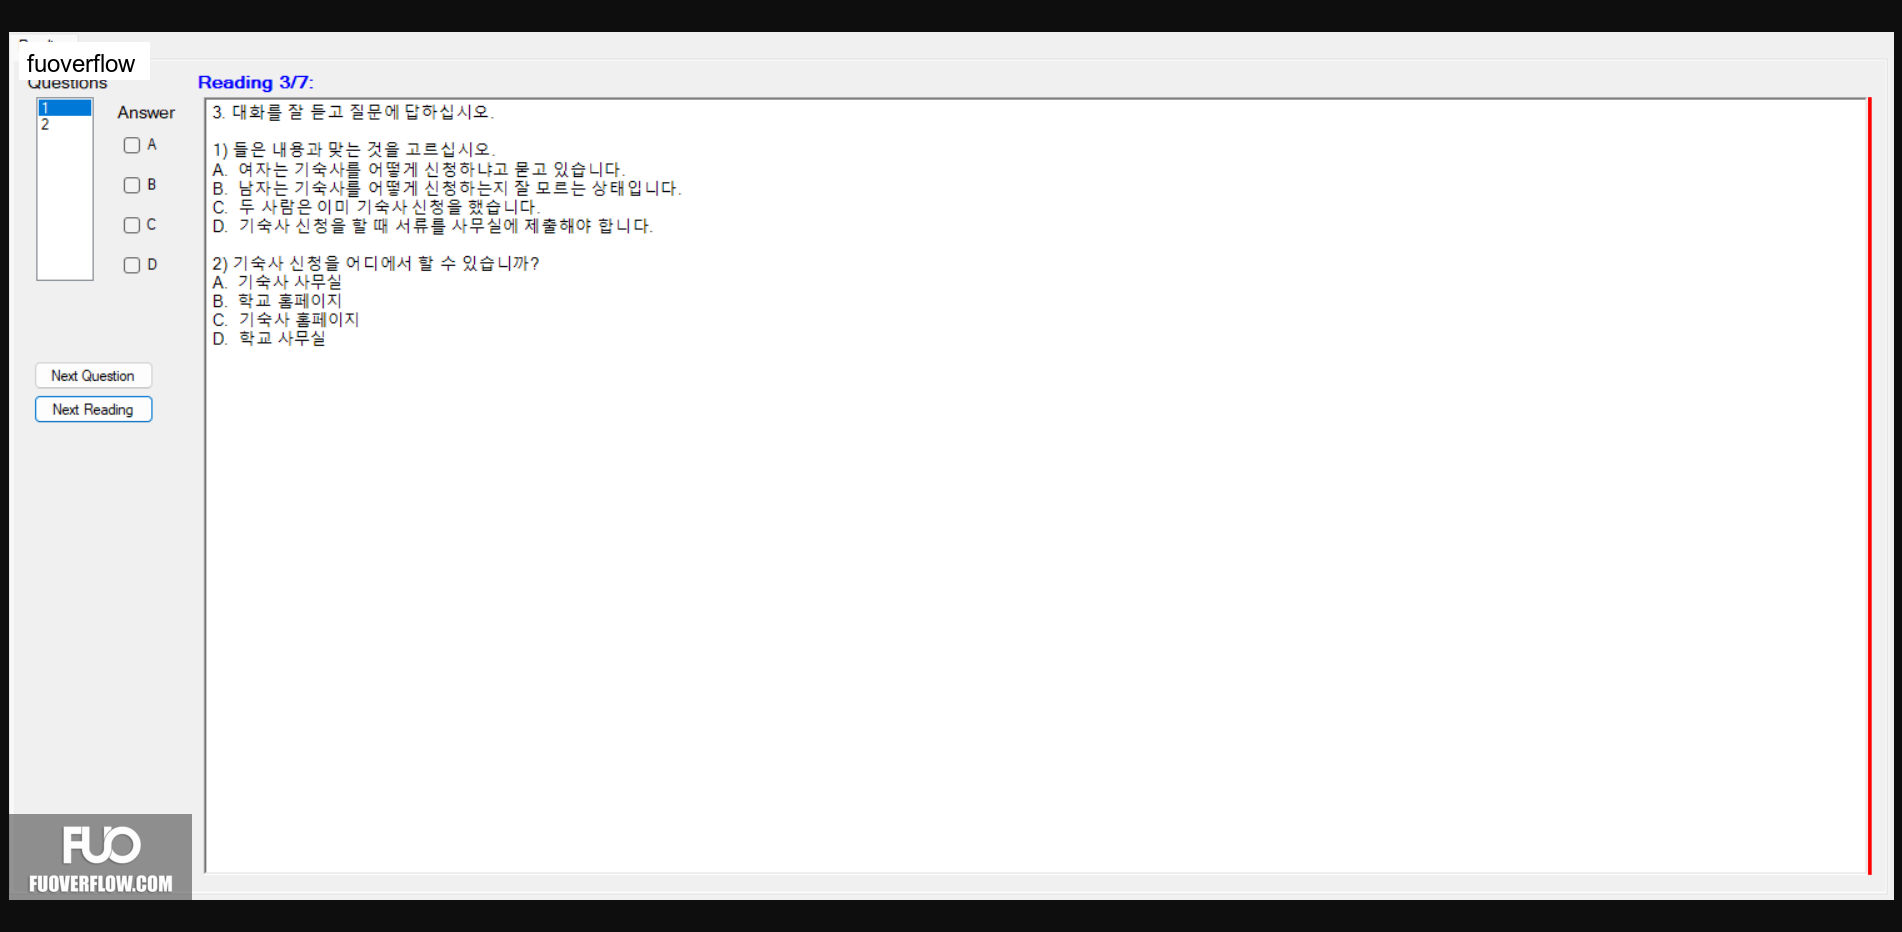 fuoverflow
Questions
Reading 3/7:
1
2
Answer
A
B
C
D
Next Question
Next Reading
3. 대화를 잘 듣고 질문에 답하십시오.
1) 들은 내용과 맞는 것을 고르십시오.
A. 여자는 기숙사를 어떻게 신청하냐고 묻고 있습니다.
B. 남자는 기숙사를 어떻게 신청하는지 잘 모르는 상태입니다.
C. 두 사람은 이미 기숙사 신청을 했습니다.
D. 기숙사 신청을 할 때 서류를 사무실에 제출해야 합니다.
2) 기숙사 신청을 어디에서 할 수 있습니까?
A. 기숙사 사무실
B. 학교 홈페이지
C. 기숙사 홈페이지
D. 학교 사무실
FUO
FUOVERFLOW.COM